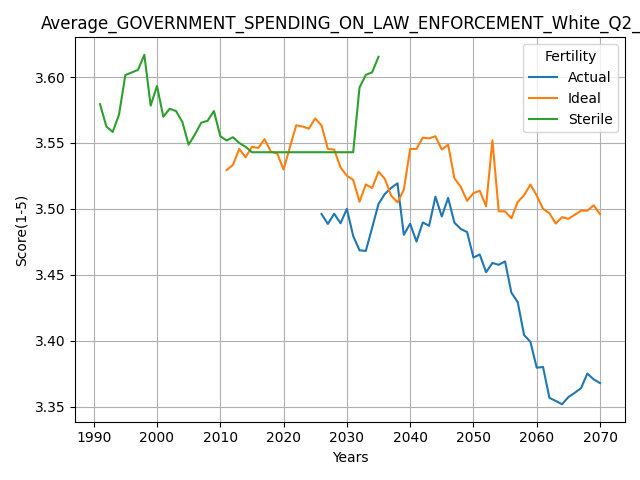 Average_GOVERNMENT_SPENDING_ON_LAW_ENFORCEMENT_White_Q2_
Fertility
Actual
Ideal
Sterile
Score(1-5)
3.60
3.55
3.50
3.45
3.40
3.35
1990 2000 2010 2020 2030 2040 2050 2060 2070
Years